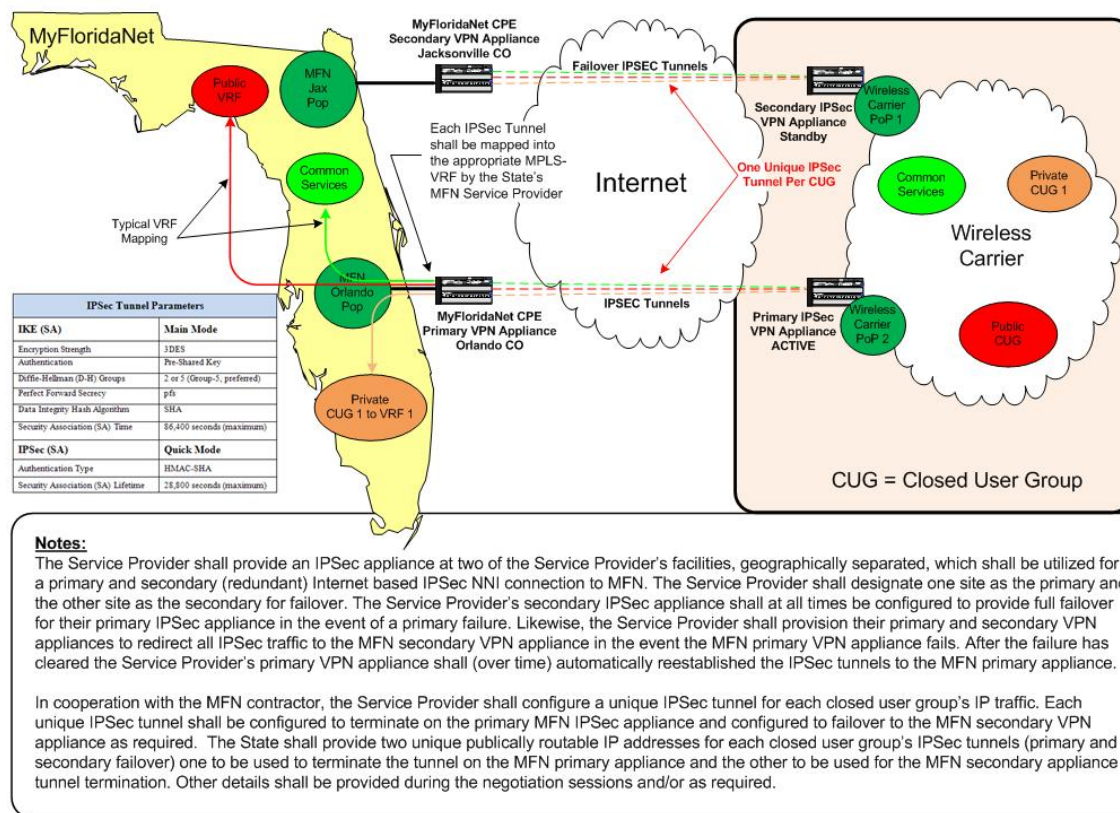 MyFloridaNet
Public
VRF
MFN
Jax
Pop
MyFloridaNet CPE
Secondary VPN Appliance
Jacksonville CO
Failover IPSEC Tunnels
Secondary IPSec
VPN Appliance
Standby
Wireless
Carrier
PoP 1
Each IPSec Tunnel
shall be mapped into
the appropriate MPLS-
VRF by the State's
MFN Service Provider
Internet
One Unique IPSec
Tunnel Per CUG
Common
Services
Common
Services
Private
CUG 1
Wireless
Carrier
Typical VRF
Mapping
MFN
Orlando
Pop
MyFloridaNet CPE
Primary VPN Appliance
Orlando CO
IPSEC Tunnels
Primary IPSec
VPN Appliance
ACTIVE
Wireless
Carrier
PoP 2
Public
CUG
Private
CUG 1 to VRF 1
CUG = Closed User Group
IPSec Tunnel Parameters
IKE (SA) Main Mode
Encryption Strength 3DES
Authentication Pre-Shared Key
Diffie-Hellman (D-H) Groups 2 or 5 (Group-5, preferred)
Perfect Forward Secrecy pfs
Data Integrity Hash Algorithm SHA
Security Association (SA) Time 86,400 seconds (maximum)
IPSec (SA) Quick Mode
Authentication Type HMAC-SHA
Security Association (SA) Lifetime 28,800 seconds (maximum)
Notes:
The Service Provider shall provide an IPSec appliance at two of the Service Provider's facilities, geographically separated, which shall be utilized for
a primary and secondary (redundant) Internet based IPSec NNI connection to MFN. The Service Provider shall designate one site as the primary and
the other site as the secondary for failover. The Service Provider's secondary IPSec appliance shall at all times be configured to provide full failover
for their primary IPSec appliance in the event of a primary failure. Likewise, the Service Provider shall provision their primary and secondary VPN
appliances to redirect all IPSec traffic to the MFN secondary VPN appliance in the event the MFN primary VPN appliance fails. After the failure has
cleared the Service Provider's primary VPN appliance shall (over time) automatically reestablished the IPSec tunnels to the MFN primary appliance.
In cooperation with the MFN contractor, the Service Provider shall configure a unique IPSec tunnel for each closed user group's IP traffic. Each
unique IPSec tunnel shall be configured to terminate on the primary MFN IPSec appliance and configured to failover to the MFN secondary VPN
appliance as required. The State shall provide two unique publically routable IP addresses for each closed user group's IPSec tunnels (primary and
secondary failover) one to be used to terminate the tunnel on the MFN primary appliance and the other to be used for the MFN secondary appliance
tunnel termination. Other details shall be provided during the negotiation sessions and/or as required.